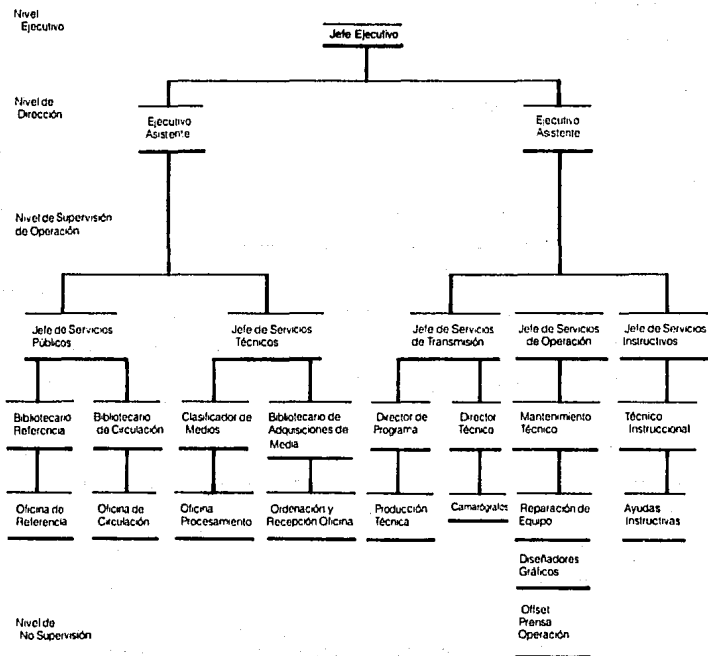 Nivel
Ejecutivo
Jefe Ejecutivo
Nivel de
Dirección
Ejecutivo
Asistente
Ejecutivo
Asistente
Nivel de Supervisión
de Operación
Jefe de Servicios
Públicos
Jefe de Servicios
Técnicos
Jefe de Servicios
de Transmisión
Jefe de Servicios
de Operación
Jefe de Servicios
Instructivos
Bibliotecario
Referencia
Bibliotecario
de Circulación
Clasificador de
Medios
Bibliotecario de
Adquisiciones de
Media
Director de
Programa
Director
Técnico
Mantenimiento
Técnico
Técnico
Instruccional
Oficina de
Referencia
Oficina de
Circulación
Oficina
Procesamiento
Ordenación y
Recepción Oficina
Producción
Técnica
Camarógrafos
Reparación de
Equipo
Ayudas
Instructivas
Diseñadores
Gráficos
Offset
Prensa
Operación
Nivel de
No Supervisión